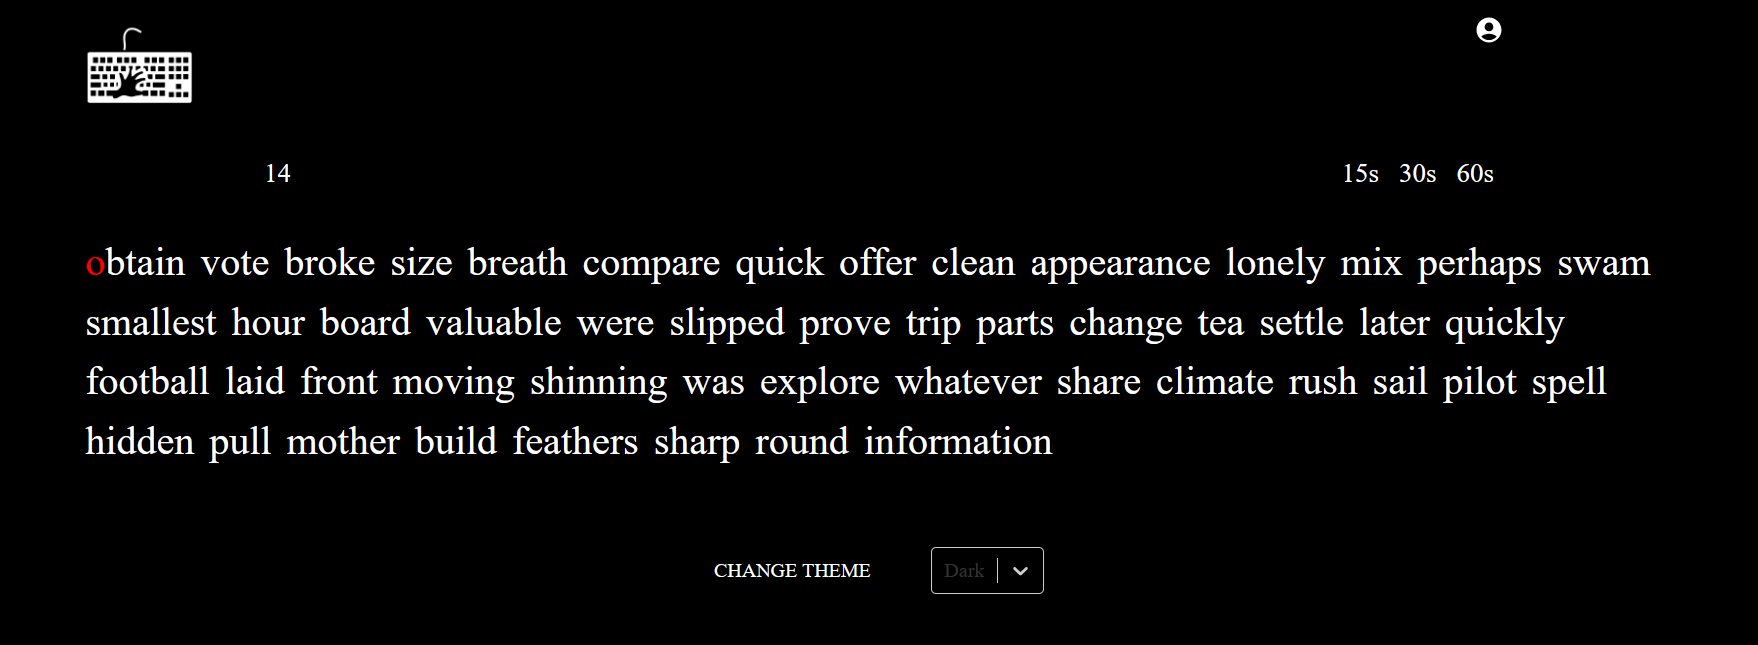 14
15s 30s 60s
obtain vote broke size breath compare quick offer clean appearance lonely mix perhaps swam
smallest hour board valuable were slipped prove trip parts change tea settle later quickly
football laid front moving shinning was explore whatever share climate rush sail pilot spell
hidden pull mother build feathers sharp round information
CHANGE THEME Dark